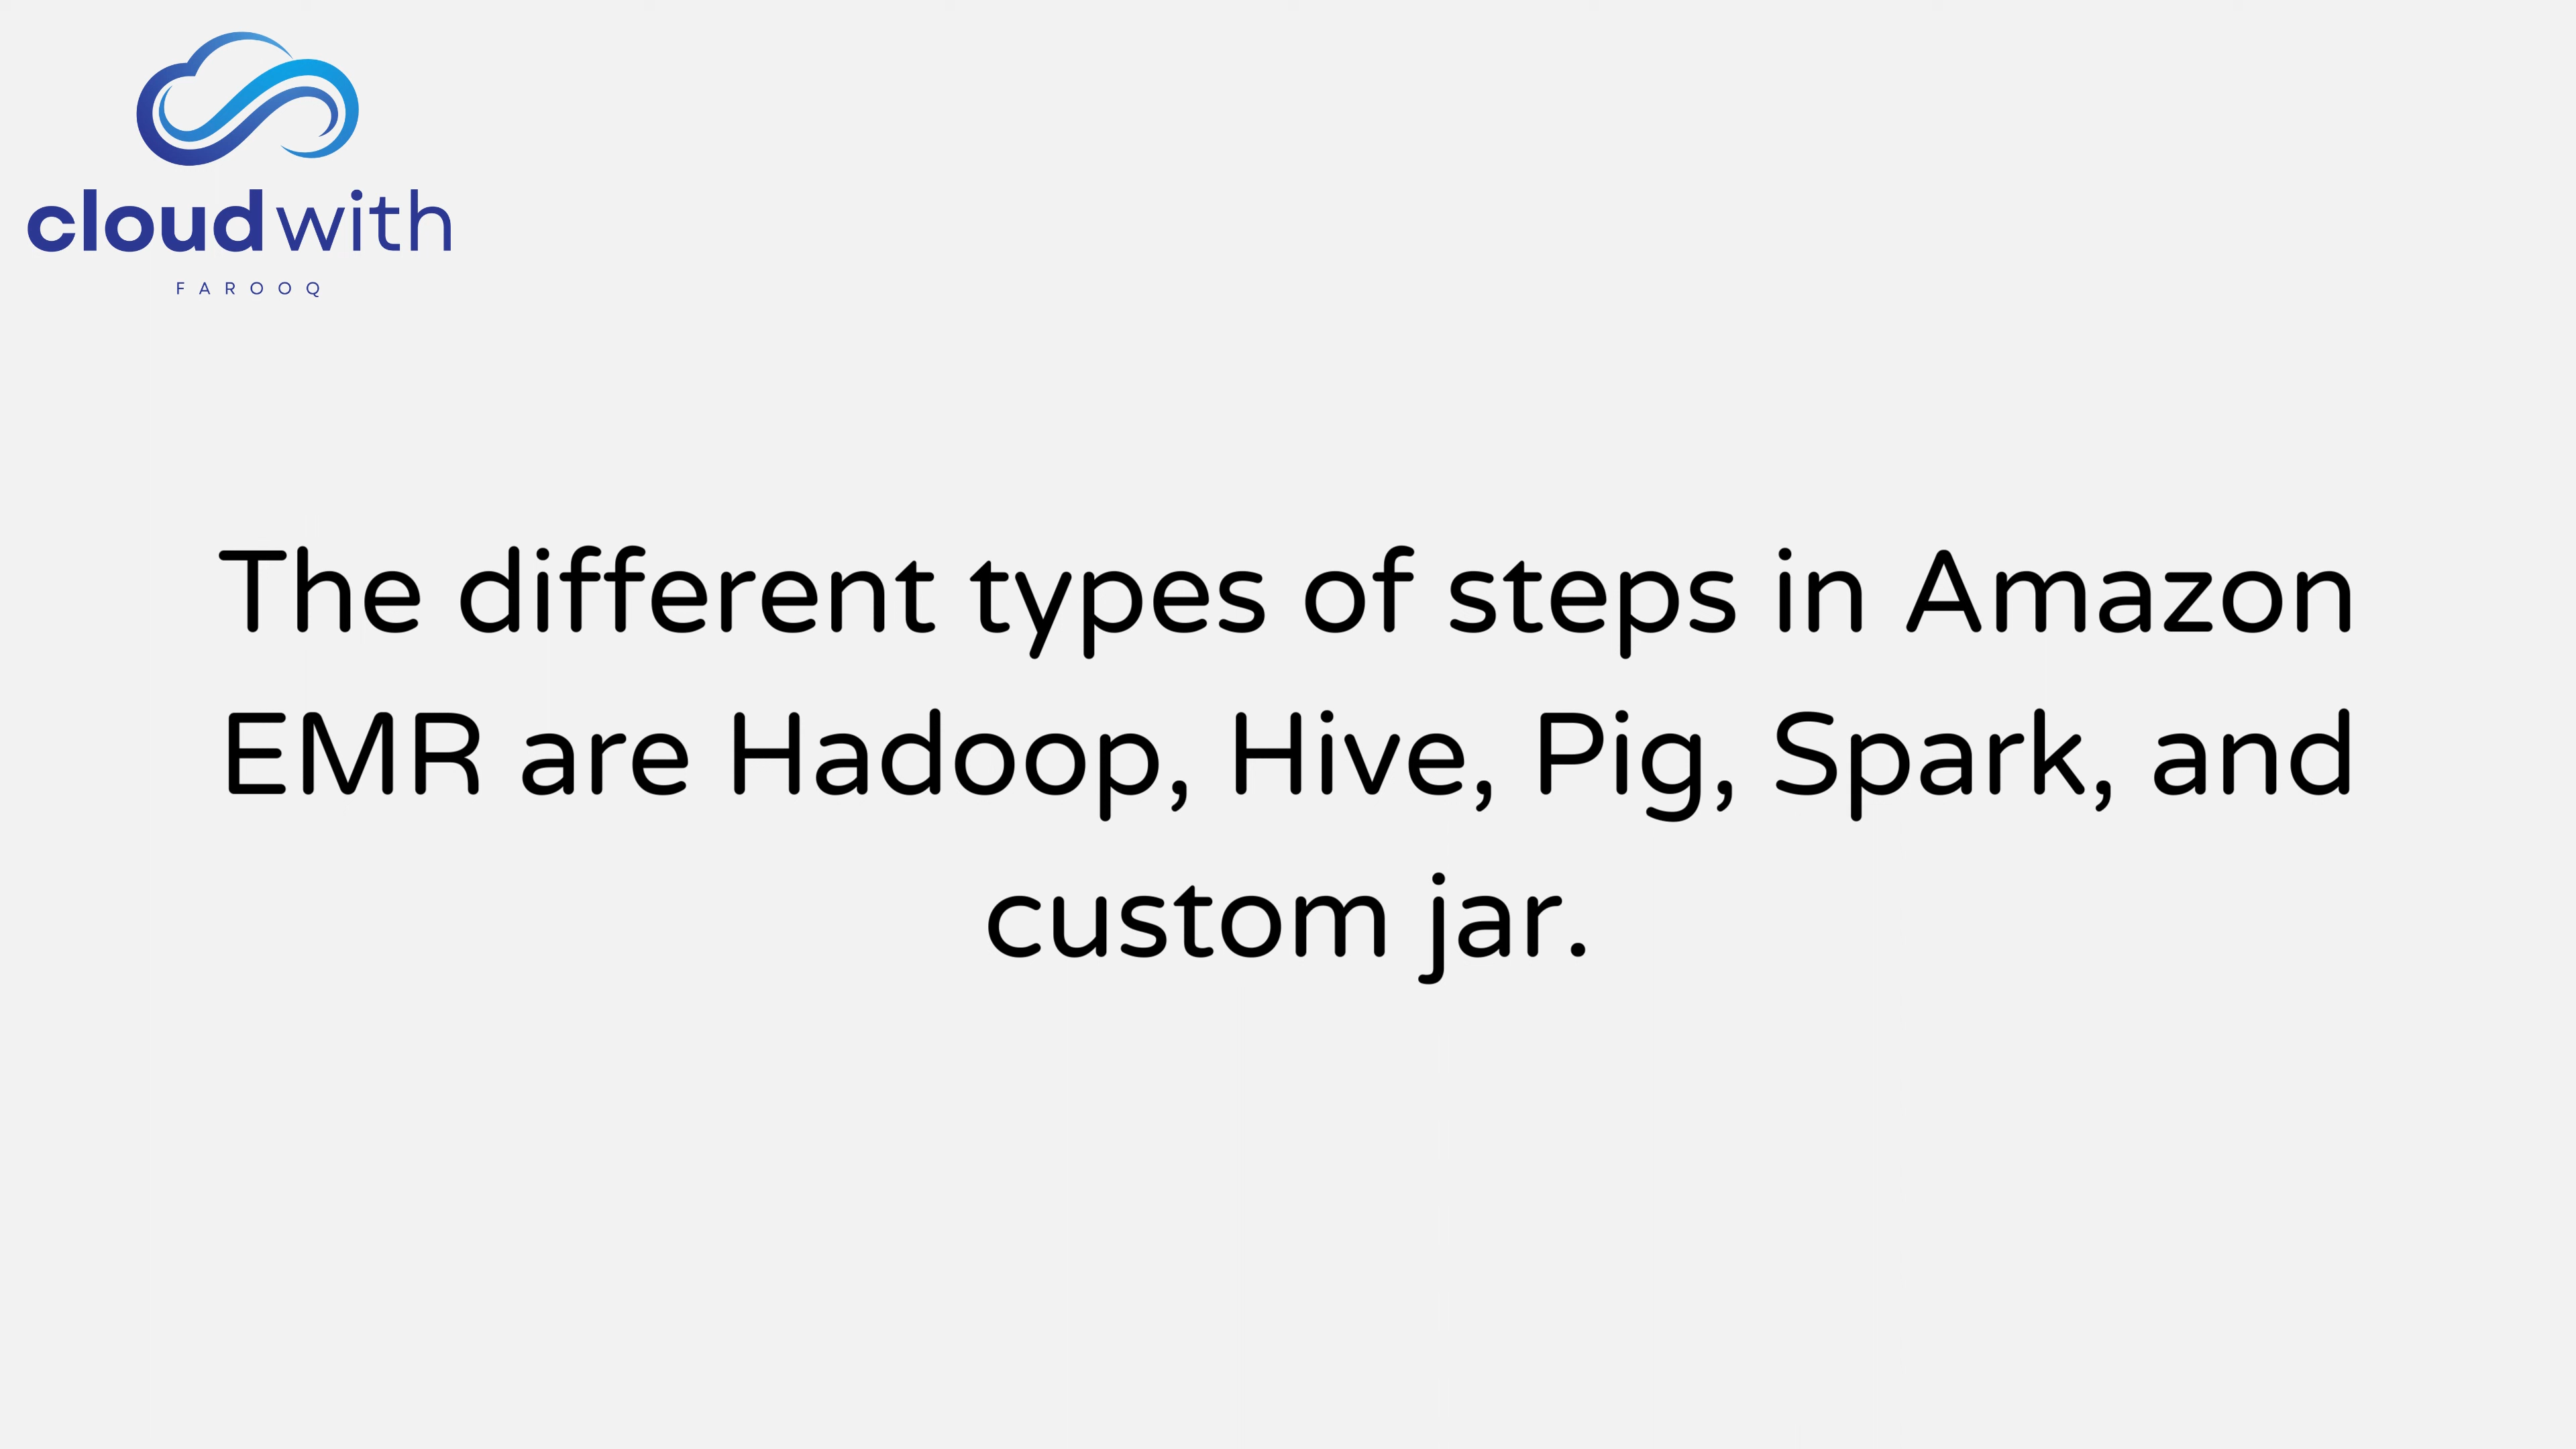 cloudwith
FAROOQ
The different types of steps in Amazon
EMR are Hadoop, Hive, Pig, Spark, and
custom jar.